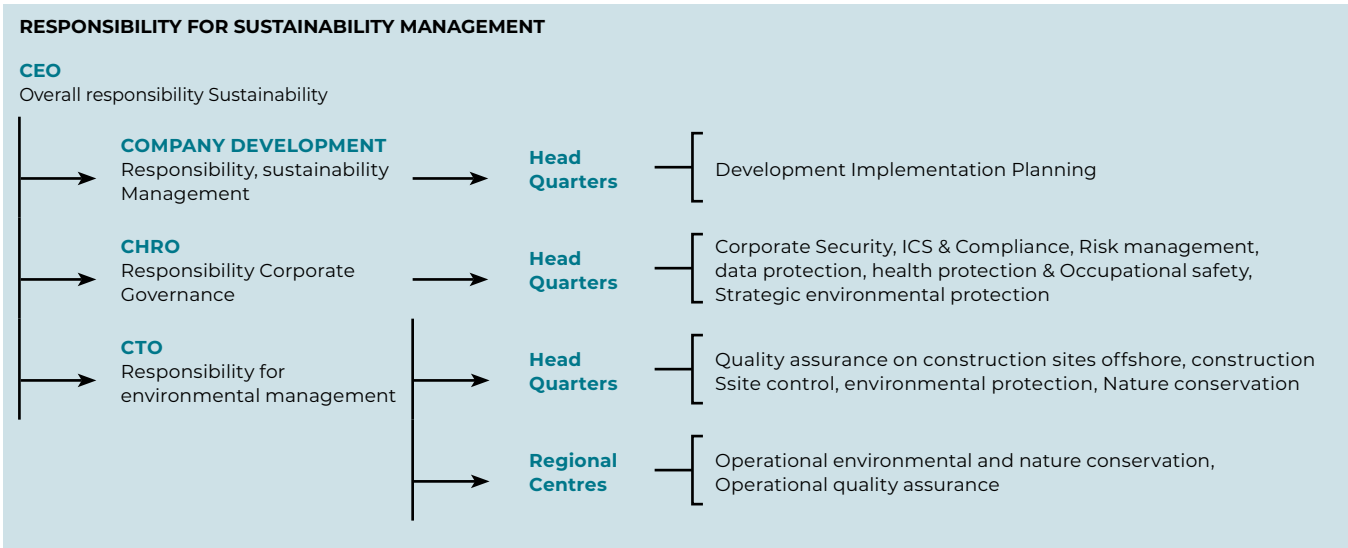 RESPONSIBILITY FOR SUSTAINABILITY MANAGEMENT
CEO
Overall responsibility Sustainability
COMPANY DEVELOPMENT
Responsibility, sustainability
Management
Head
Quarters
Development Implementation Planning
CHRO
Responsibility Corporate
Governance
Head
Quarters
Corporate Security, ICS & Compliance, Risk management,
data protection, health protection & Occupational safety,
Strategic environmental protection
CTO
Responsibility for
environmental management
Head
Quarters
Quality assurance on construction sites offshore, construction
Ssite control, environmental protection, Nature conservation
Regional
Centres
Operational environmental and nature conservation,
Operational quality assurance